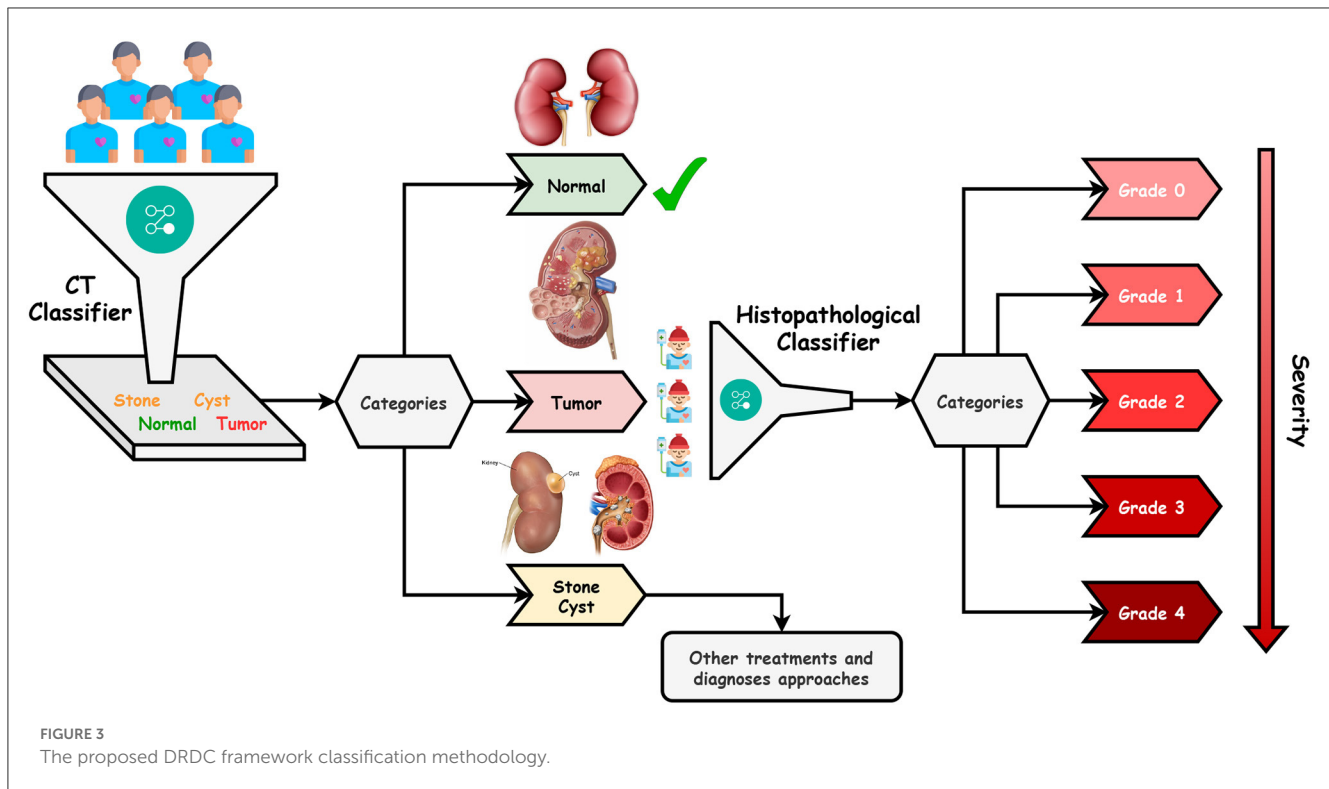 CT
Classifier
Stone Cyst
Normal Tumor
Categories
Normal
Tumor
Kidney
Cyst
Stone
Cyst
Other treatments and
diagnoses approaches
Histopathological
Classifier
Categories
Grade 0
Grade 1
Grade 2
Grade 3
Grade 4
Severity
FIGURE 3
The proposed DRDC framework classification methodology.